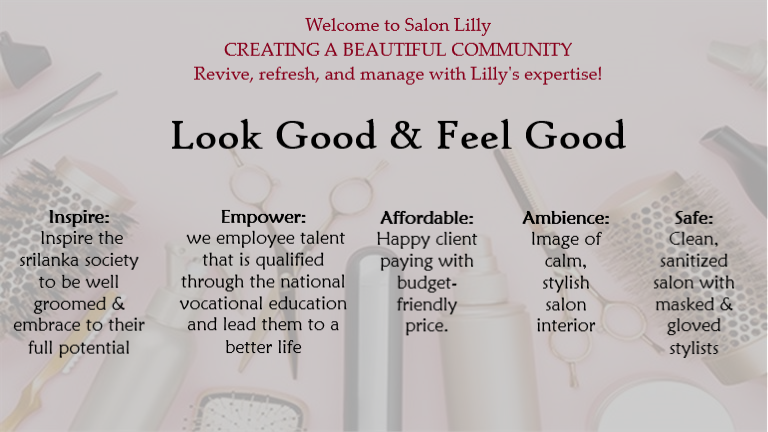 Welcome to Salon Lilly
CREATING A BEAUTIFUL COMMUNITY
Revive, refresh, and manage with Lilly's expertise!
Look Good & Feel Good
Inspire:
Inspire the
srilanka society
to be well
groomed &
embrace to their
full potential
Empower:
we employee talent
that is qualified
through the national
vocational education
and lead them to a
better life
Affordable:
Happy client
paying with
budget-
friendly
price.
Ambience:
Image of
calm,
stylish
salon
interior
Safe:
Clean,
sanitized
salon with
masked &
gloved
stylists